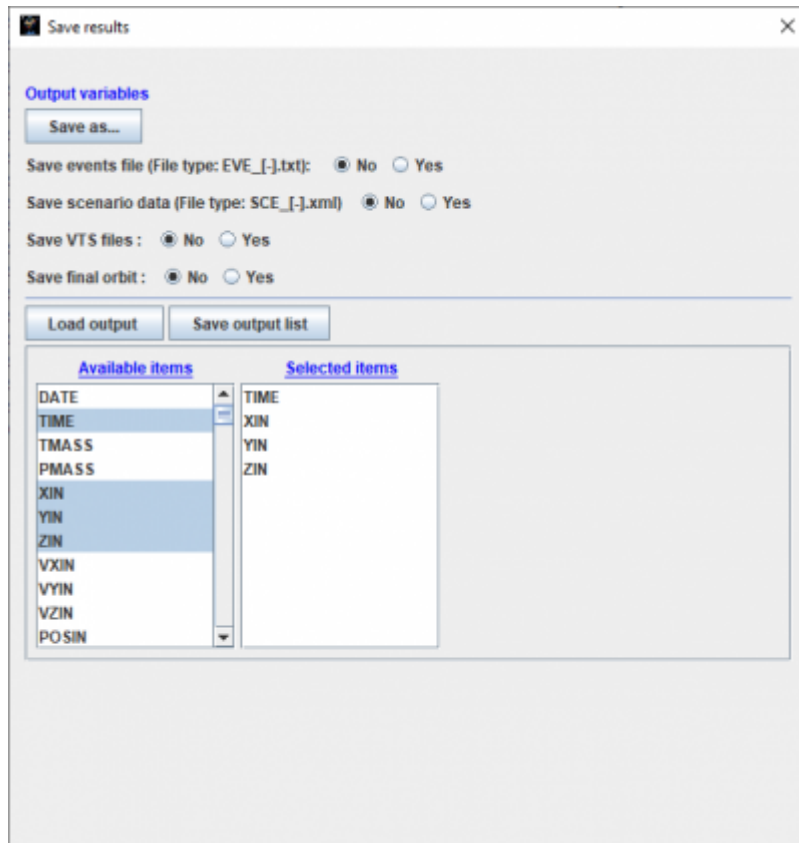 Save results
Output variables
Save as...
Save events file (File type: EVE_[-].txt): No Yes
Save scenario data (File type: SCE_[-].xml) No Yes
Save VTS files : No Yes
Save final orbit : No Yes
Load output Save output list
Available items Selected items
DATE TIME
TIME XIN
TMASS YIN
PMASS ZIN
XIN
YIN
ZIN
VXIN
VYIN
VZIN
POSIN